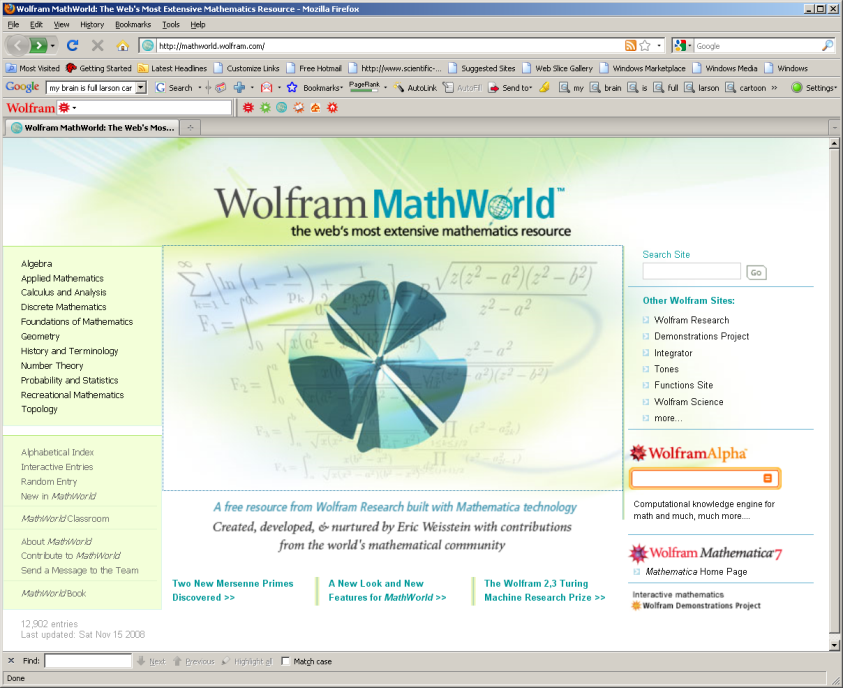 Wolfram MathWorld: The Web's Most Extensive Mathematics Resource - Mozilla Firefox
File Edit View History Bookmarks Tools Help
http://mathworld.wolfram.com/ Google
Most Visited Getting Started Latest Headlines Customize Links Free Hotmail http://www.scientific-... Suggested Sites Web Slice Gallery Windows Marketplace Windows Media Windows
Google my brain is full larson car Search Bookmarks PageRank AutoLink AutoFill Send to my brain is full larson cartoon » Settings
Wolfram
Wolfram MathWorld: The Web's Mos...
Wolfram MathWorld™
the web's most extensive mathematics resource
Algebra
Applied Mathematics
Calculus and Analysis
Discrete Mathematics
Foundations of Mathematics
Geometry
History and Terminology
Number Theory
Probability and Statistics
Recreational Mathematics
Topology
Alphabetical Index
Interactive Entries
Random Entry
New in MathWorld
MathWorld Classroom
About MathWorld
Contribute to MathWorld
Send a Message to the Team
MathWorld Book
12,902 entries
Last updated: Sat Nov 15 2008
A free resource from Wolfram Research built with Mathematica technology
Created, developed, & nurtured by Eric Weisstein with contributions
from the world's mathematical community
Two New Mersenne Primes
Discovered >>
A New Look and New
Features for MathWorld >>
The Wolfram 2,3 Turing
Machine Research Prize >>
Search Site
Go
Other Wolfram Sites:
Wolfram Research
Demonstrations Project
Integrator
Tones
Functions Site
Wolfram Science
more...
WolframAlpha
Computational knowledge engine for
math and much, much more....
Wolfram Mathematica 7
Mathematica Home Page
Interactive mathematics
Wolfram Demonstrations Project
Find: Next Previous Highlight all Match case
Done